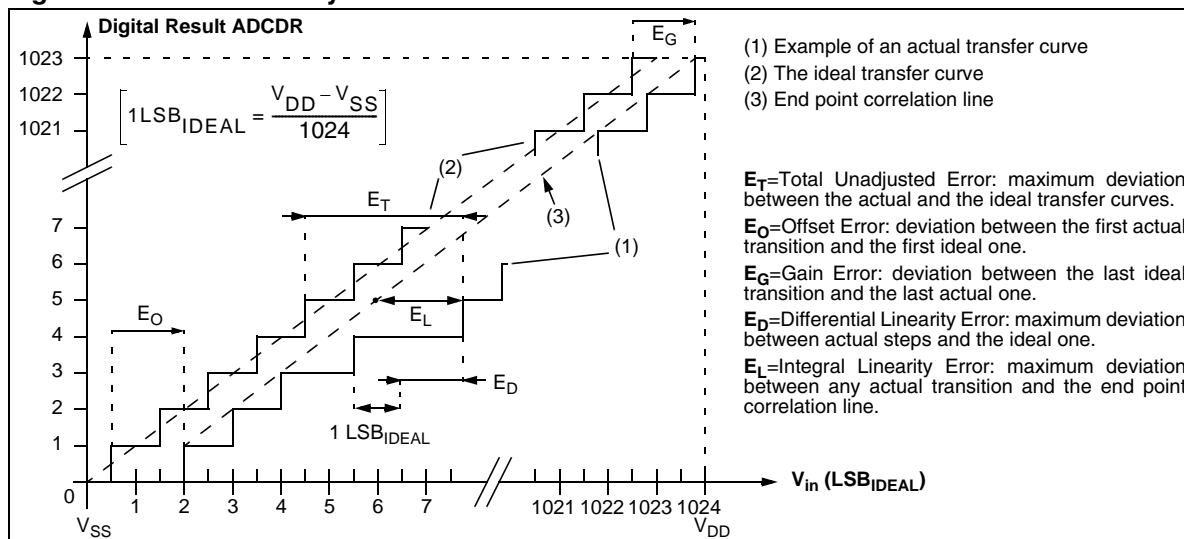 Digital Result ADCDR
1023
1022
1021
7
6
5
4
3
2
1
0
[1LSB_IDEAL = (V_DD – V_SS) / 1024]
E_G
(2)
E_T
(3)
(1)
E_O
E_L
E_D
1 LSB_IDEAL
1 2 3 4 5 6 7 1021 1022 1023 1024
V_in (LSB_IDEAL)
V_SS
V_DD
(1) Example of an actual transfer curve
(2) The ideal transfer curve
(3) End point correlation line
E_T=Total Unadjusted Error: maximum deviation
between the actual and the ideal transfer curves.
E_O=Offset Error: deviation between the first actual
transition and the first ideal one.
E_G=Gain Error: deviation between the last ideal
transition and the last actual one.
E_D=Differential Linearity Error: maximum deviation
between actual steps and the ideal one.
E_L=Integral Linearity Error: maximum deviation
between any actual transition and the end point
correlation line.